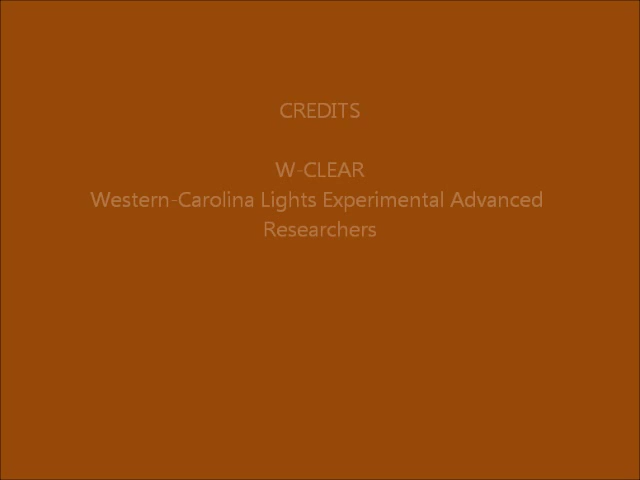 CREDITS
W-CLEAR
Western-Carolina Lights Experimental Advanced
Researchers